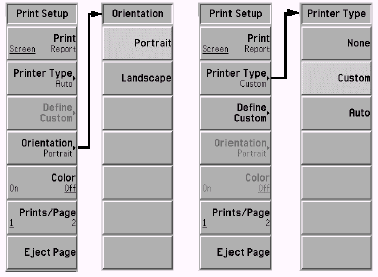 Print Setup
Print
Screen Report
Printer Type
Auto
Define
Custom
Orientation
Portrait
Color
On Off
Prints/Page
1 2
Eject Page
Orientation
Portrait
Landscape
Print Setup
Print
Screen Report
Printer Type
Custom
Define
Custom
Orientation
Portrait
Color
On Off
Prints/Page
1 2
Eject Page
Printer Type
None
Custom
Auto